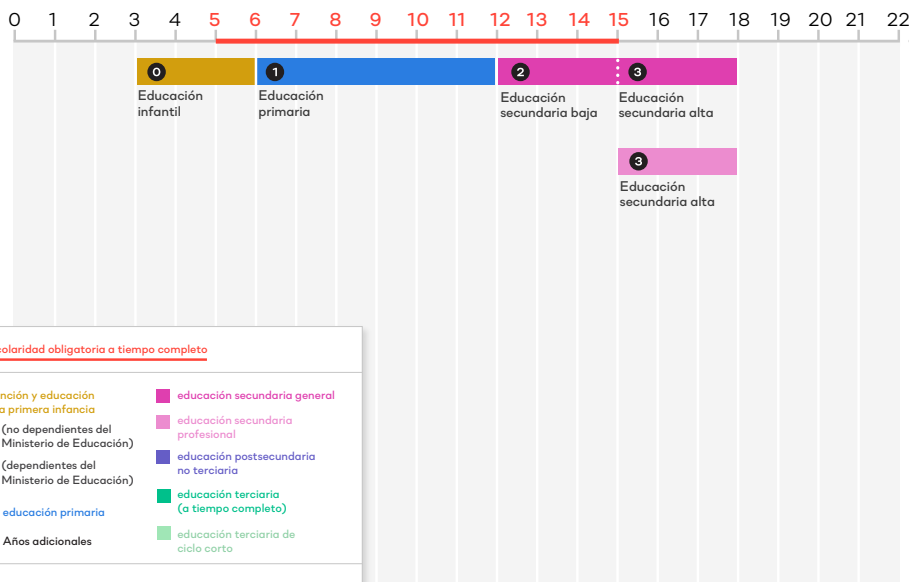 0 1 2 3 4 5 6 7 8 9 10 11 12 13 14 15 16 17 18 19 20 21 22
0 1 2 3
Educación
infantil
Educación
primaria
Educación
secundaria baja
Educación
secundaria alta
3
Educación
secundaria alta
colaridad obligatoria a tiempo completo
nción y educación
a primera infancia
(no dependientes del
Ministerio de Educación)
(dependientes del
Ministerio de Educación)
educación primaria
Años adicionales
educación secundaria general
educación secundaria
profesional
educación postsecundaria
no terciaria
educación terciaria
(a tiempo completo)
educación terciaria de
ciclo corto